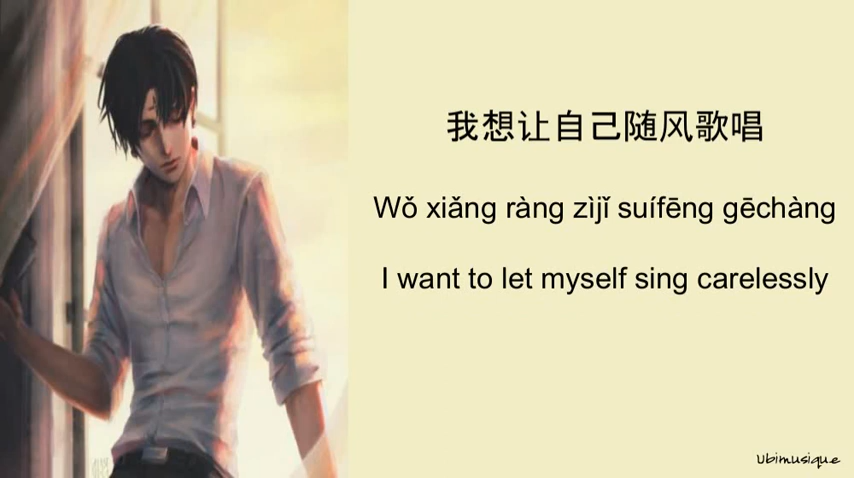 我想让自己随风歌唱
Wǒ xiǎng ràng zìjǐ suífēng gēchàng
I want to let myself sing carelessly
Ubimusique